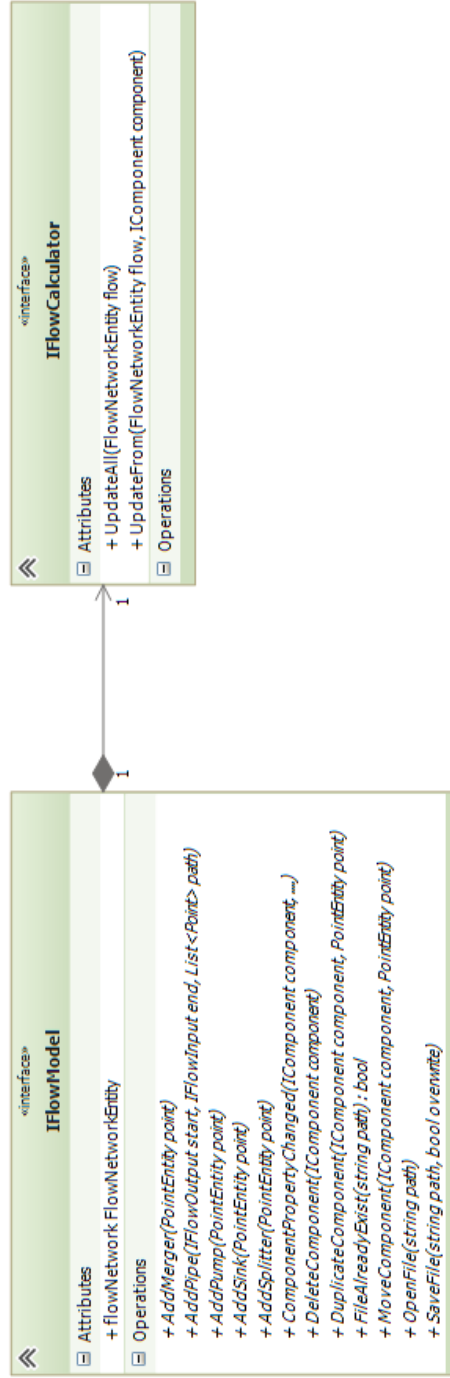 «interface»
IFlowModel
Attributes
+ flowNetwork FlowNetworkEntity
Operations
+ AddMerger(PointEntity point)
+ AddPipe(IFlowOutput start, IFlowInput end, List<Point> path)
+ AddPump(PointEntity point)
+ AddSink(PointEntity point)
+ AddSplitter(PointEntity point)
+ ComponentPropertyChanged(IComponent component, ...)
+ DeleteComponent(IComponent component)
+ DuplicateComponent(IComponent component, PointEntity point)
+ FileAlreadyExist(string path) : bool
+ MoveComponent(IComponent component, PointEntity point)
+ OpenFile(string path)
+ SaveFile(string path, bool overwrite)
1
1
«interface»
IFlowCalculator
Attributes
+ UpdateAll(FlowNetworkEntity flow)
+ UpdateFrom(FlowNetworkEntity flow, IComponent component)
Operations